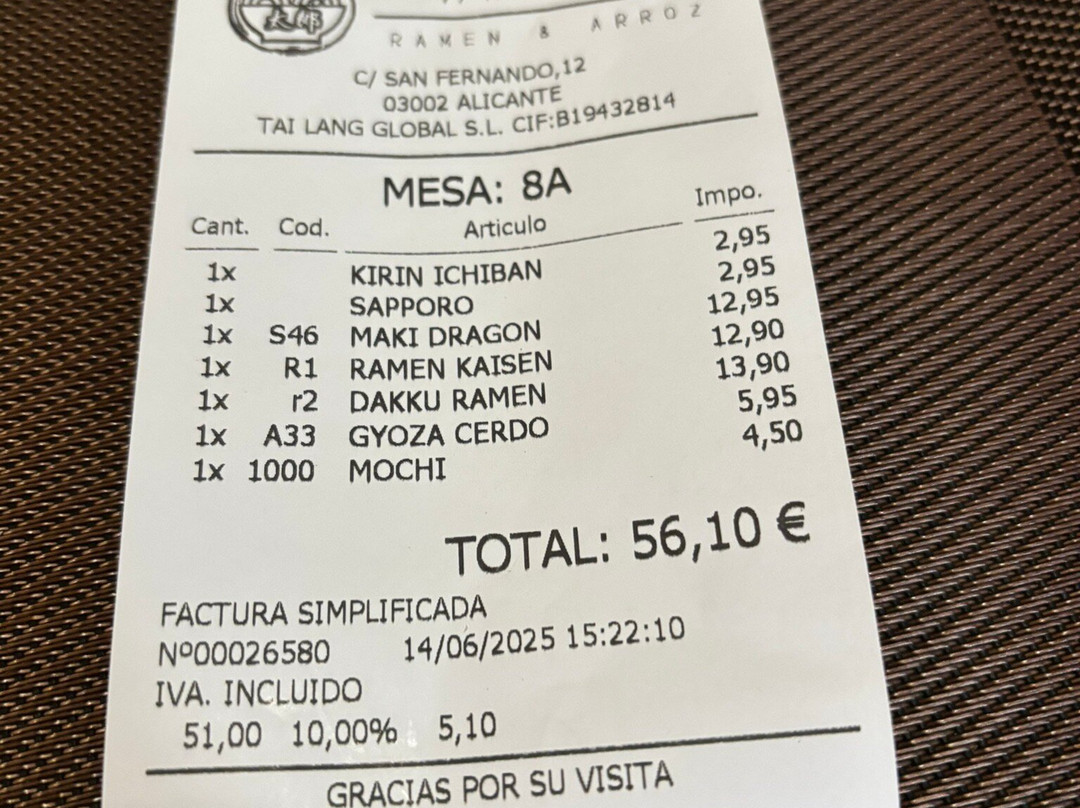 RAMEN & ARROZ
C/ SAN FERNANDO,12
03002 ALICANTE
TAI LANG GLOBAL S.L. CIF:B19432814
MESA: 8A
Cant. Cod. Articulo Impo.
1x KIRIN ICHIBAN 2,95
1x SAPPORO 2,95
1x S46 MAKI DRAGON 12,95
1x R1 RAMEN KAISEN 12,90
1x r2 DAKKU RAMEN 13,90
1x A33 GYOZA CERDO 5,95
1x 1000 MOCHI 4,50
TOTAL: 56,10 €
FACTURA SIMPLIFICADA
Nº00026580 14/06/2025 15:22:10
IVA. INCLUIDO
51,00 10,00% 5,10
GRACIAS POR SU VISITA